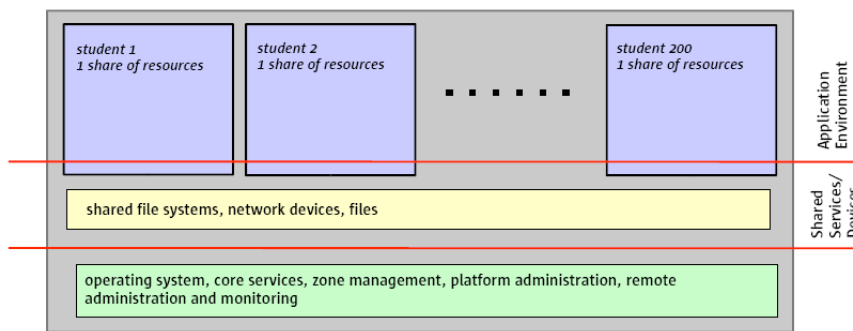 student 1
1 share of resources
student 2
1 share of resources
student 200
1 share of resources
Application
Environment
shared file systems, network devices, files
Shared
Services/
Devices
operating system, core services, zone management, platform administration, remote
administration and monitoring